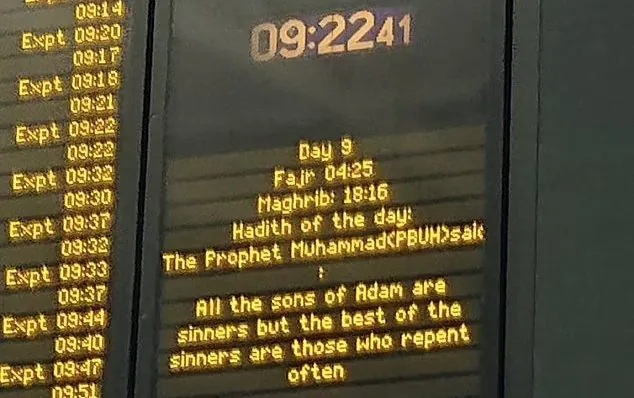 09:14
Expt 09:20
09:17
Expt 09:18
09:21
Expt 09:22
09:22
Expt 09:32
09:30
Expt 09:37
09:32
Expt 09:33
09:37
Expt 09:44
09:40
Expt 09:47
09:51
09:22 41
Day 9
Fajr 04:25
Maghrib: 18:16
Hadith of the day:
The Prophet Muhammad(PBUH)said
:
All the sons of Adam are
sinners but the best of the
sinners are those who repent
often